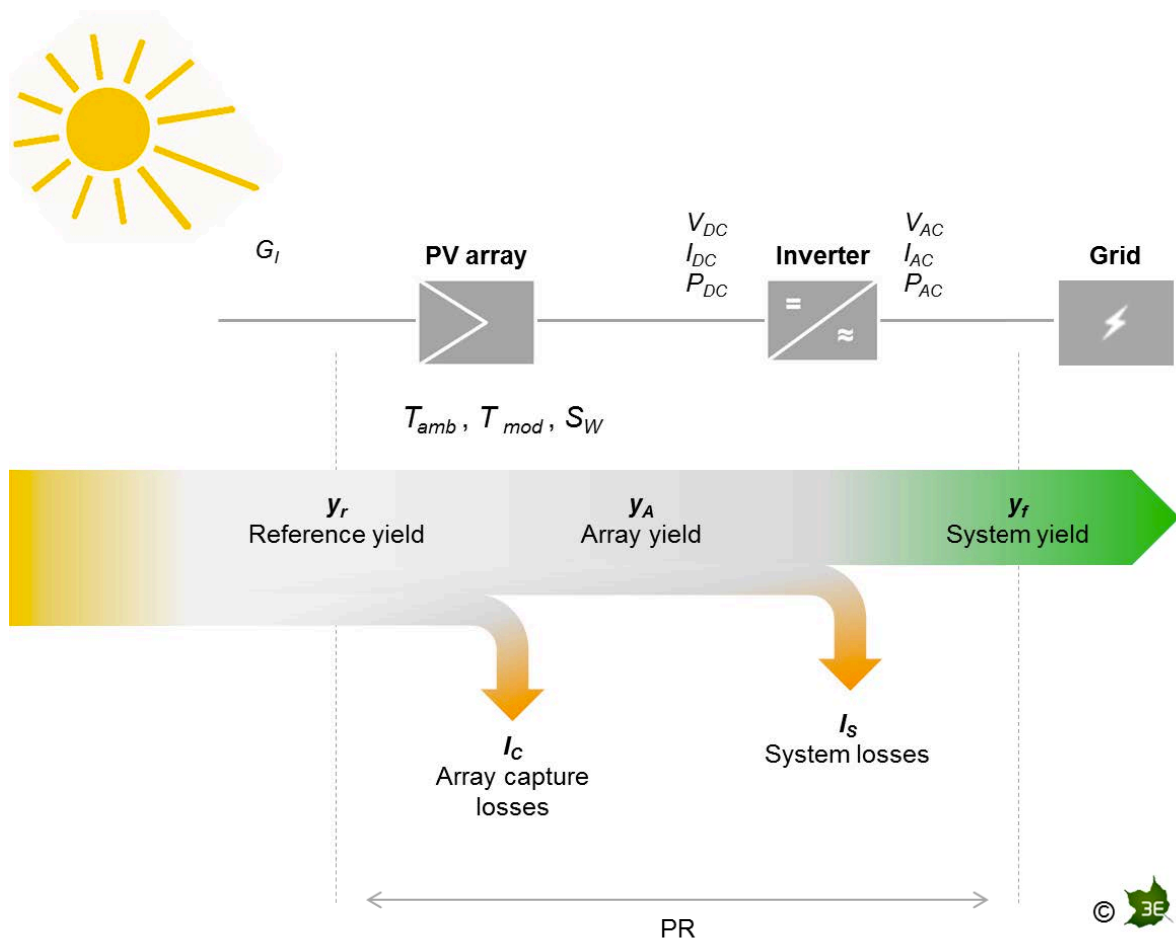 G_I
PV array
V_DC
I_DC
P_DC
Inverter
V_AC
I_AC
P_AC
Grid
=
≈
T_amb , T_mod , S_W
y_r
Reference yield
y_A
Array yield
y_f
System yield
l_C
Array capture
losses
l_S
System losses
PR
© 3E